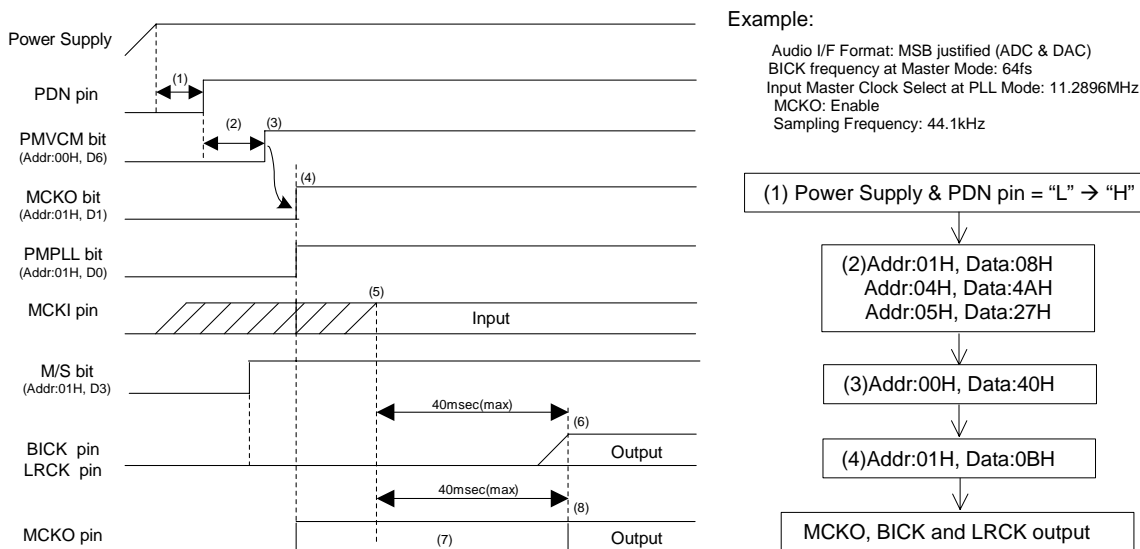 Power Supply
(1)
PDN pin
(2)
(3)
PMVCM bit
(Addr:00H, D6)
(4)
MCKO bit
(Addr:01H, D1)
PMPLL bit
(Addr:01H, D0)
(5)
MCKI pin
Input
M/S bit
(Addr:01H, D3)
40msec(max)
(6)
BICK pin
Output
LRCK pin
40msec(max)
(8)
MCKO pin
(7)
Output
Example:
Audio I/F Format: MSB justified (ADC & DAC)
BICK frequency at Master Mode: 64fs
Input Master Clock Select at PLL Mode: 11.2896MHz
MCKO: Enable
Sampling Frequency: 44.1kHz
(1) Power Supply & PDN pin = “L” → “H”
(2)Addr:01H, Data:08H
Addr:04H, Data:4AH
Addr:05H, Data:27H
(3)Addr:00H, Data:40H
(4)Addr:01H, Data:0BH
MCKO, BICK and LRCK output